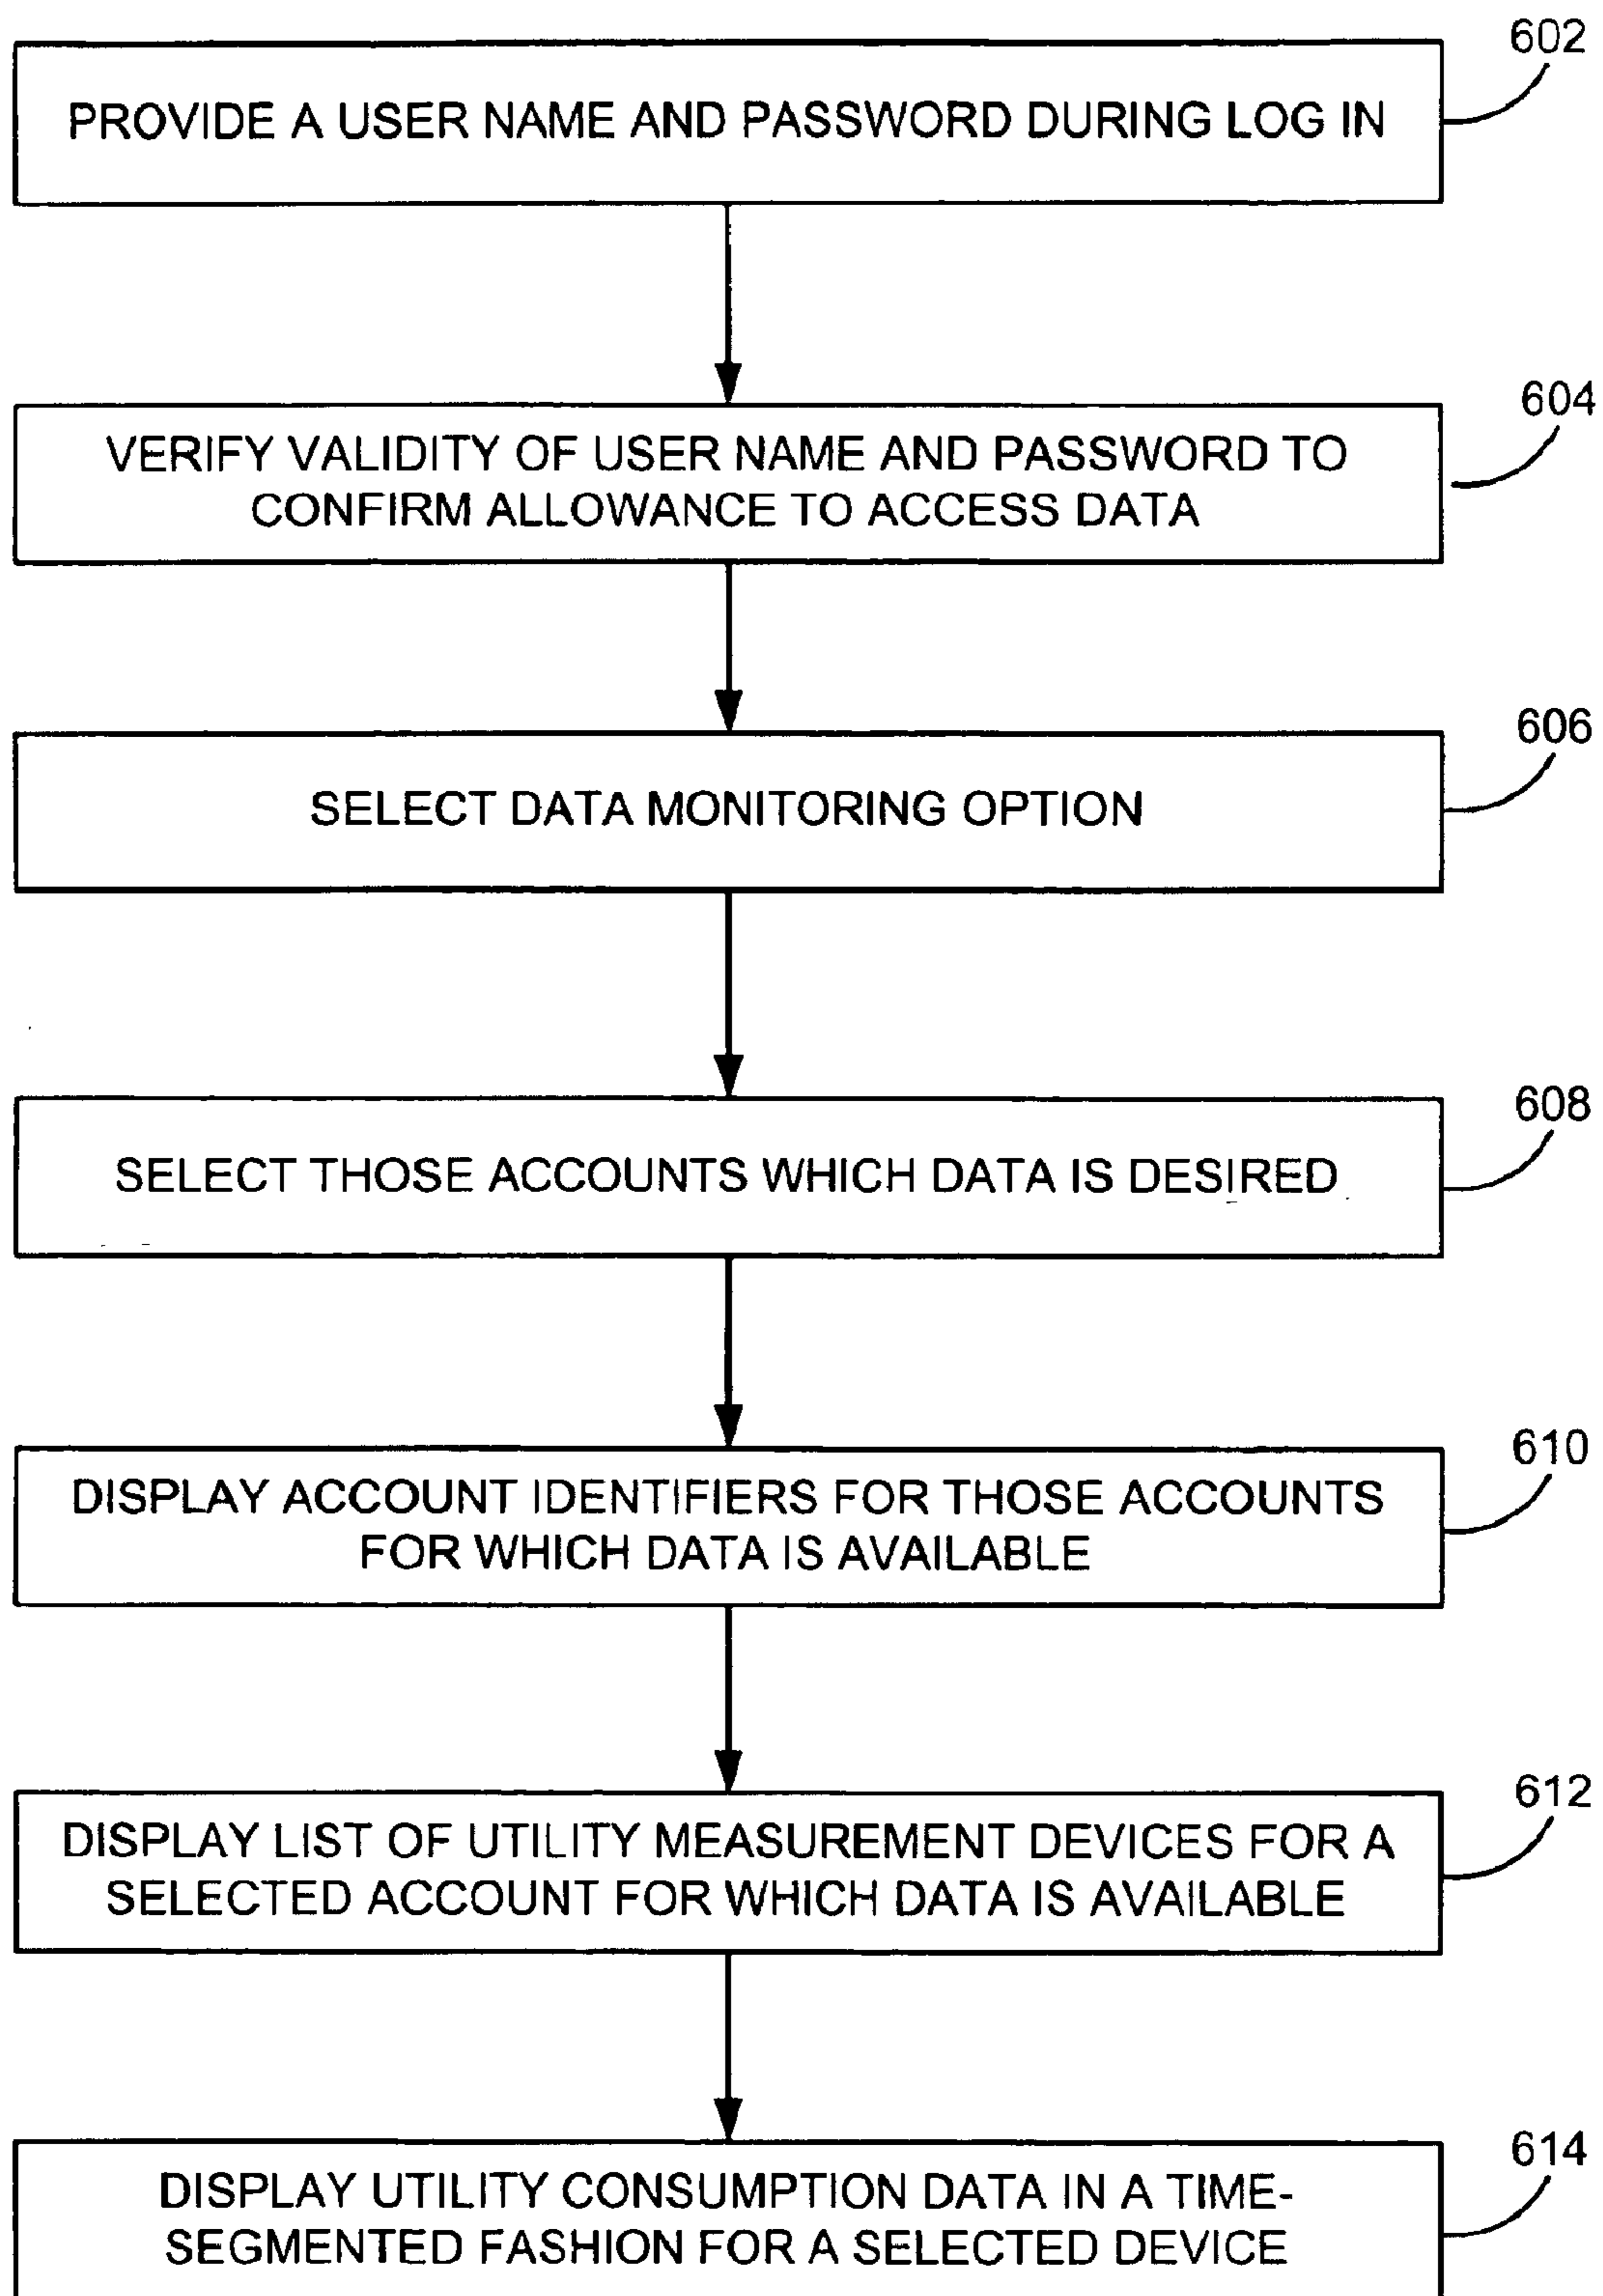 602
PROVIDE A USER NAME AND PASSWORD DURING LOG IN
604
VERIFY VALIDITY OF USER NAME AND PASSWORD TO
CONFIRM ALLOWANCE TO ACCESS DATA
606
SELECT DATA MONITORING OPTION
608
SELECT THOSE ACCOUNTS WHICH DATA IS DESIRED
610
DISPLAY ACCOUNT IDENTIFIERS FOR THOSE ACCOUNTS
FOR WHICH DATA IS AVAILABLE
612
DISPLAY LIST OF UTILITY MEASUREMENT DEVICES FOR A
SELECTED ACCOUNT FOR WHICH DATA IS AVAILABLE
614
DISPLAY UTILITY CONSUMPTION DATA IN A TIME-
SEGMENTED FASHION FOR A SELECTED DEVICE